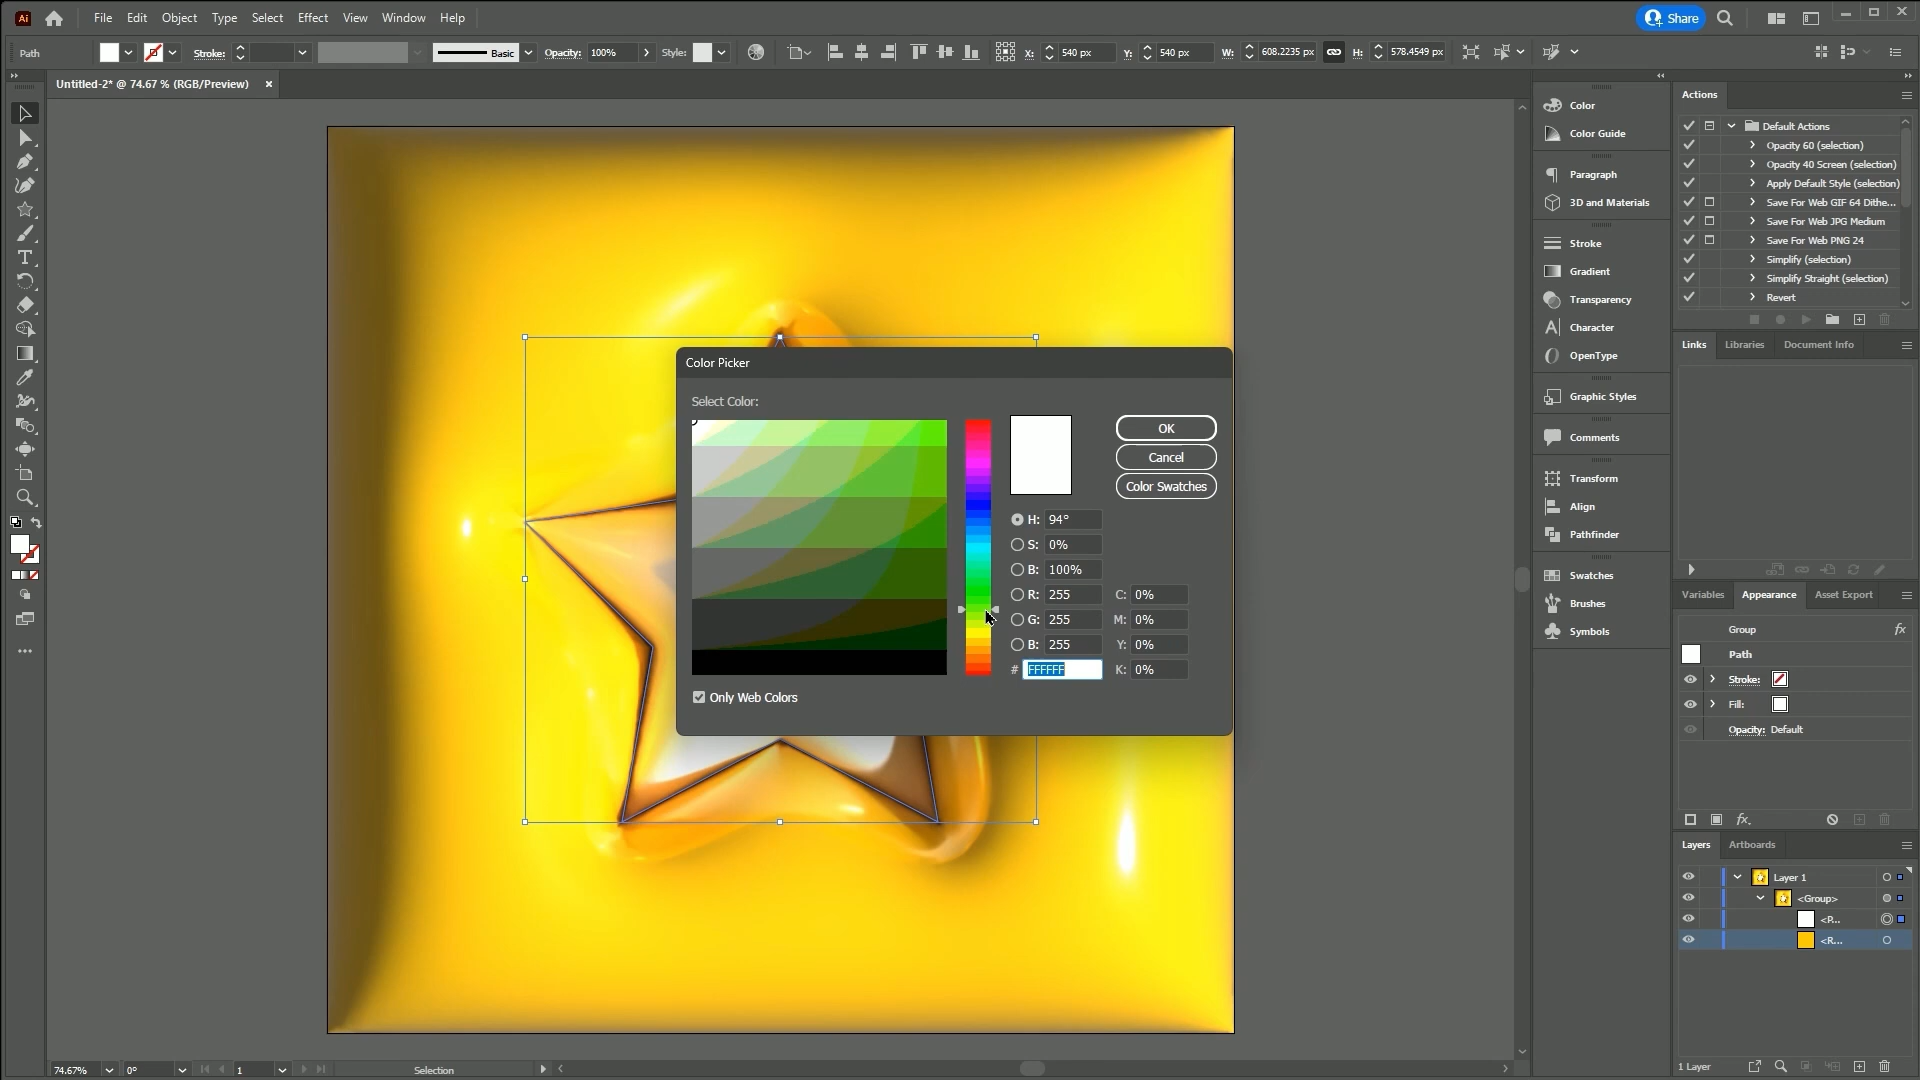 Ai File Edit Object Type Select Effect View Window Help Share
Path Stroke: Basic Opacity: 100% Style: X: 540 px Y: 540 px W: 608.2235 px H: 578.4549 px
Untitled-2* @ 74.67 % (RGB/Preview) ×
Color
Color Guide
Paragraph
3D and Materials
Stroke
Gradient
Transparency
Character
OpenType
Graphic Styles
Comments
Transform
Align
Pathfinder
Swatches
Brushes
Symbols
Actions
Default Actions
Opacity 60 (selection)
Opacity 40 Screen (selection)
Apply Default Style (selection)
Save For Web GIF 64 Dithe...
Save For Web JPG Medium
Save For Web PNG 24
Simplify (selection)
Simplify Straight (selection)
Revert
Links Libraries Document Info
Color Picker
Select Color:
OK
Cancel
Color Swatches
H: 94°
S: 0%
B: 100%
R: 255 C: 0%
G: 255 M: 0%
B: 255 Y: 0%
# FFFFFF K: 0%
Only Web Colors
Variables Appearance Asset Export
Group fx
Path
Stroke:
Fill:
Opacity: Default
fx.
Layers Artboards
Layer 1
<Group>
<P...
<R...
1 Layer
74.67% 0° 1 Selection